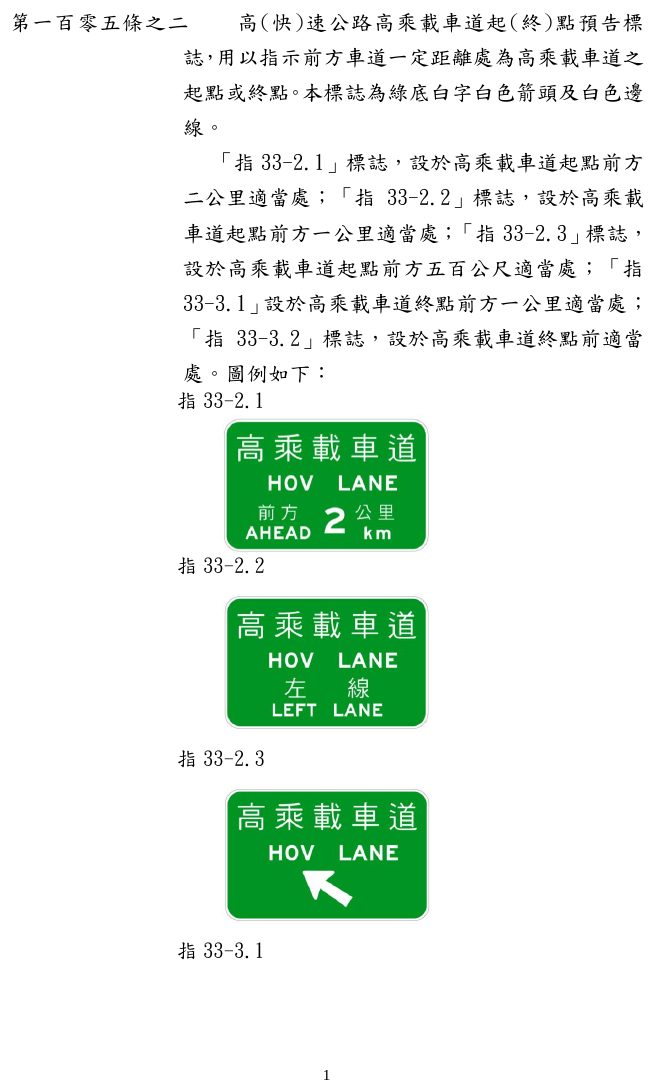 第一百零五條之二　　高(快)速公路高乘載車道起(終)點預告標
誌，用以指示前方車道一定距離處為高乘載車道之
起點或終點。本標誌為綠底白字白色箭頭及白色邊
線。
「指 33-2.1」標誌，設於高乘載車道起點前方
二公里適當處；「指 33-2.2」標誌，設於高乘載
車道起點前方一公里適當處；「指 33-2.3」標誌，
設於高乘載車道起點前方五百公尺適當處；「指
33-3.1」設於高乘載車道終點前方一公里適當處；
「指 33-3.2」標誌，設於高乘載車道終點前適當
處。圖例如下：
指 33-2.1
高乘載車道
HOV LANE
前方 2 公里
AHEAD km
指 33-2.2
高乘載車道
HOV LANE
左 線
LEFT LANE
指 33-2.3
高乘載車道
HOV LANE
指 33-3.1
1